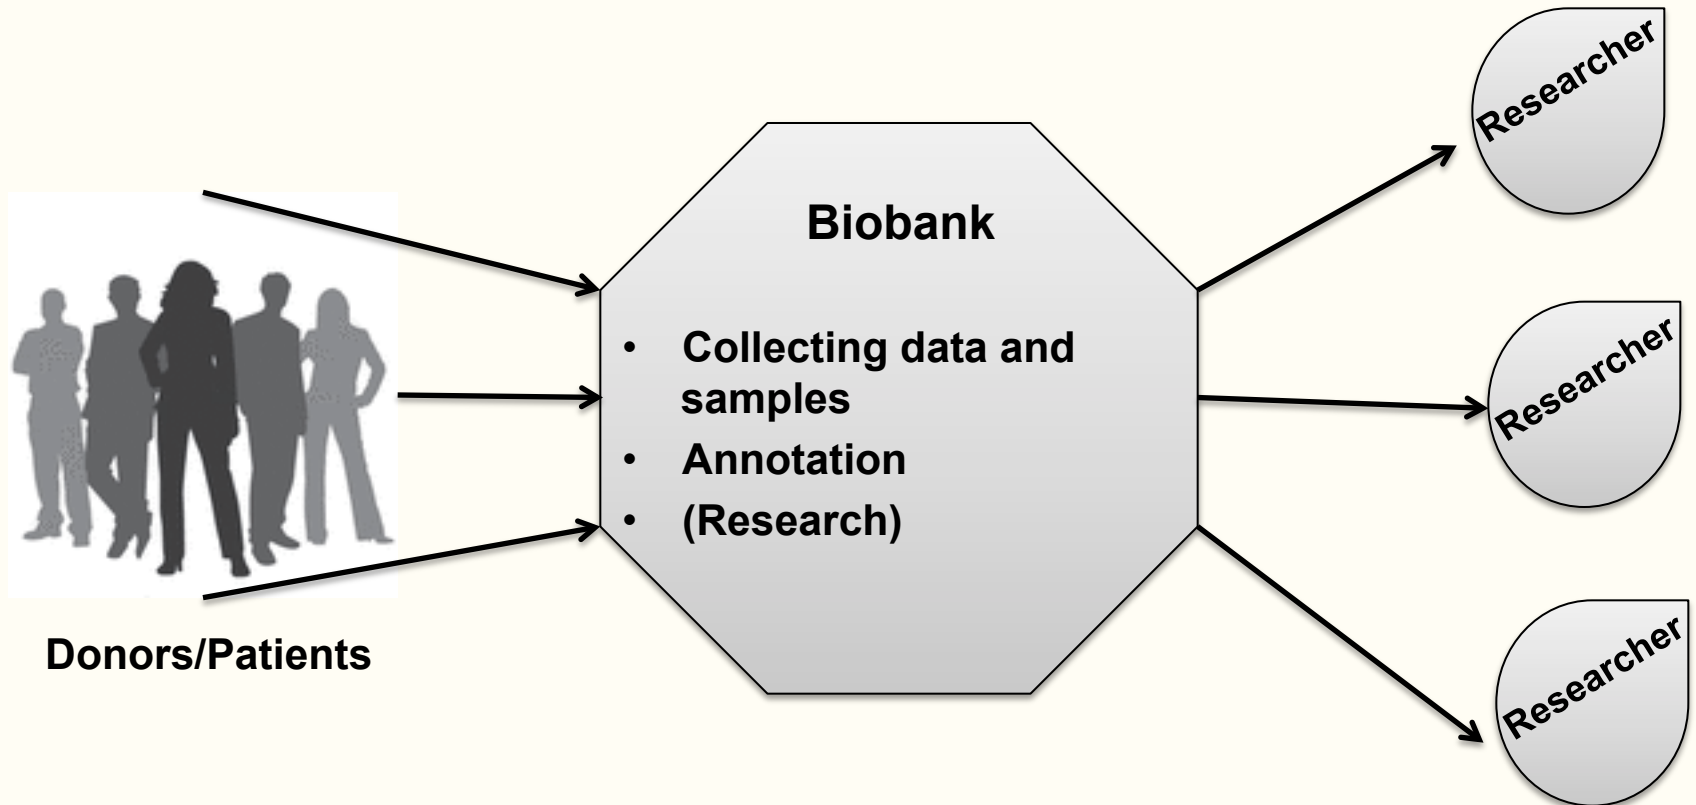 Donors/Patients
Biobank
• Collecting data and
samples
• Annotation
• (Research)
Researcher
Researcher
Researcher